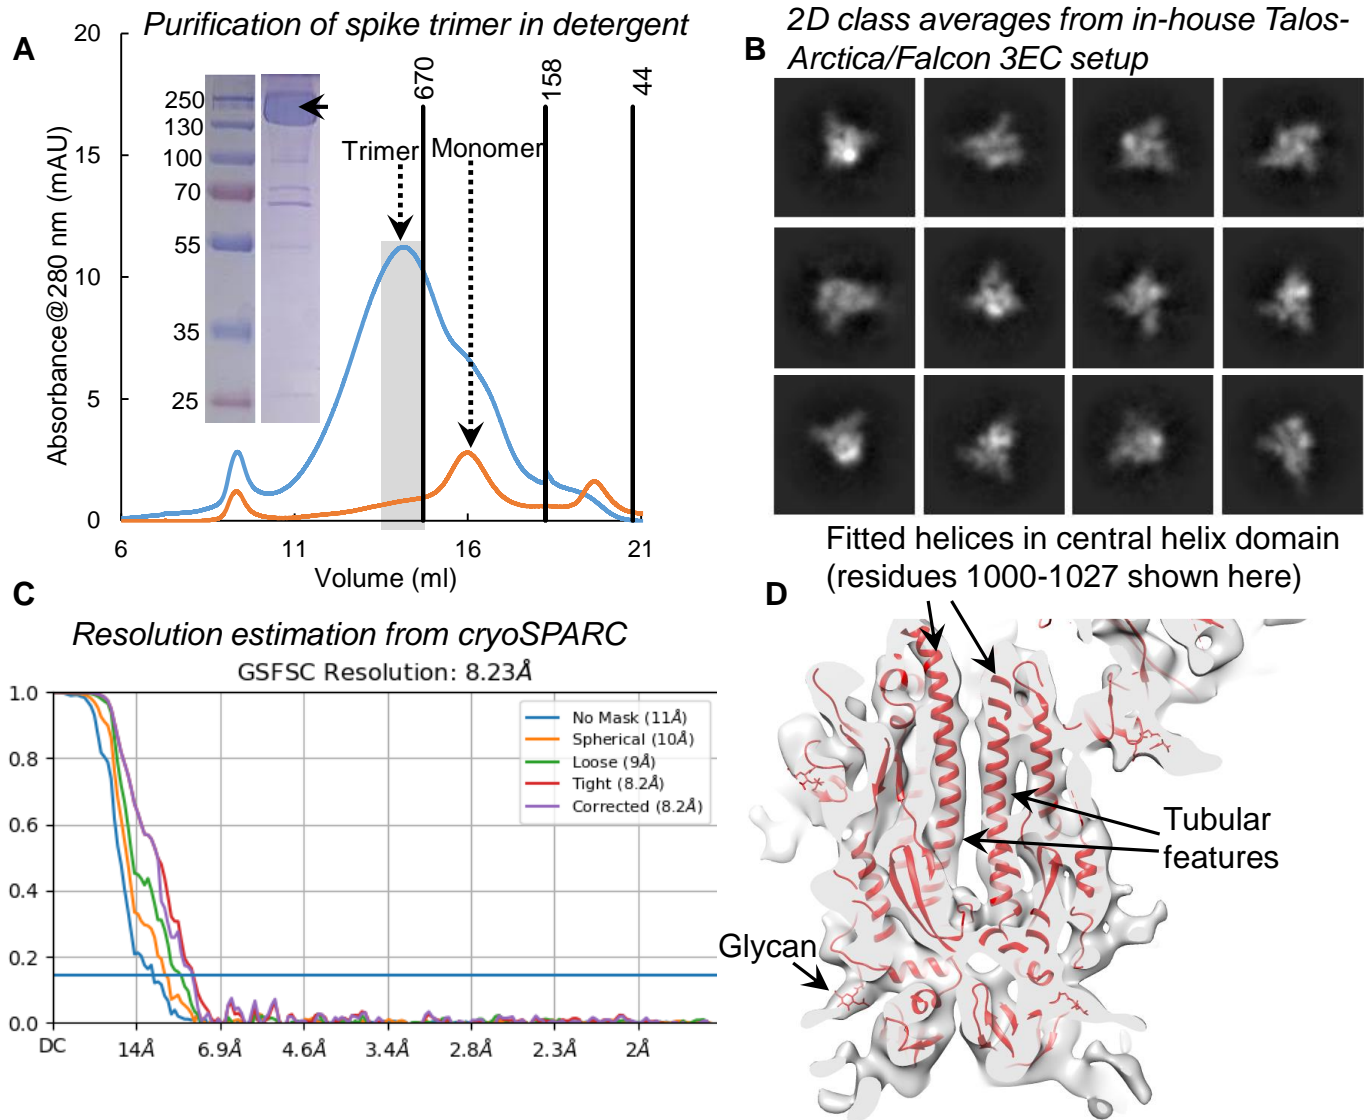 A
Purification of spike trimer in detergent
20
15
10
5
0
Absorbance@280 nm (mAU)
250
130
100
70
55
35
25
Trimer
Monomer
670
158
44
6
11
16
21
Volume (ml)
B
2D class averages from in-house Talos-
Arctica/Falcon 3EC setup
C
Resolution estimation from cryoSPARC
GSFSC Resolution: 8.23Å
1.0
0.8
0.6
0.4
0.2
0.0
No Mask (11Å)
Spherical (10Å)
Loose (9Å)
Tight (8.2Å)
Corrected (8.2Å)
DC
14Å
6.9Å
4.6Å
3.4Å
2.8Å
2.3Å
2Å
D
Fitted helices in central helix domain
(residues 1000-1027 shown here)
Tubular
features
Glycan